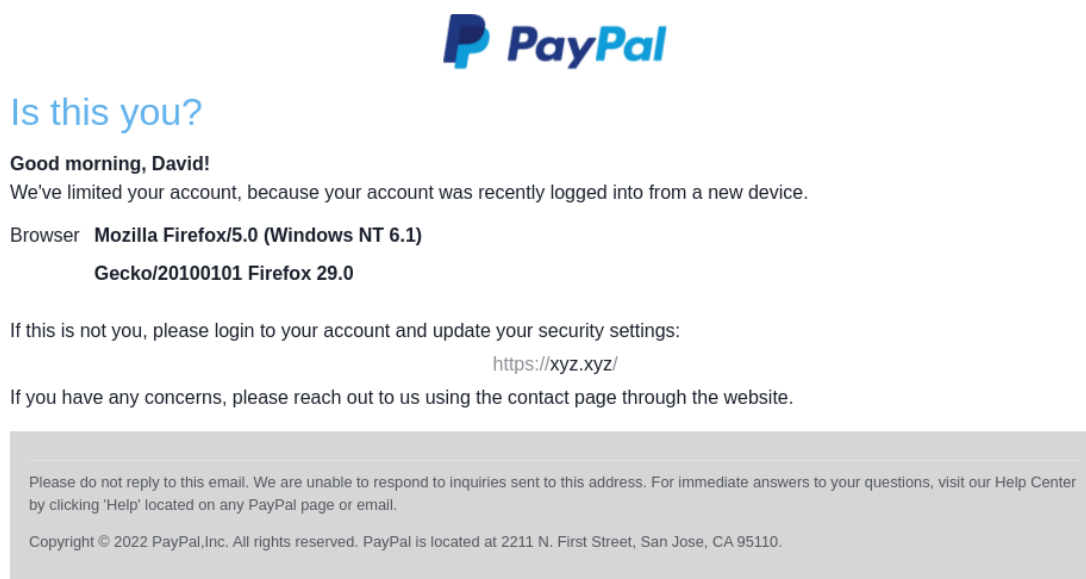 PayPal
Is this you?
Good morning, David!
We've limited your account, because your account was recently logged into from a new device.
Browser Mozilla Firefox/5.0 (Windows NT 6.1)
Gecko/20100101 Firefox 29.0
If this is not you, please login to your account and update your security settings:
https://xyz.xyz/
If you have any concerns, please reach out to us using the contact page through the website.
Please do not reply to this email. We are unable to respond to inquiries sent to this address. For immediate answers to your questions, visit our Help Center
by clicking 'Help' located on any PayPal page or email.
Copyright © 2022 PayPal,Inc. All rights reserved. PayPal is located at 2211 N. First Street, San Jose, CA 95110.